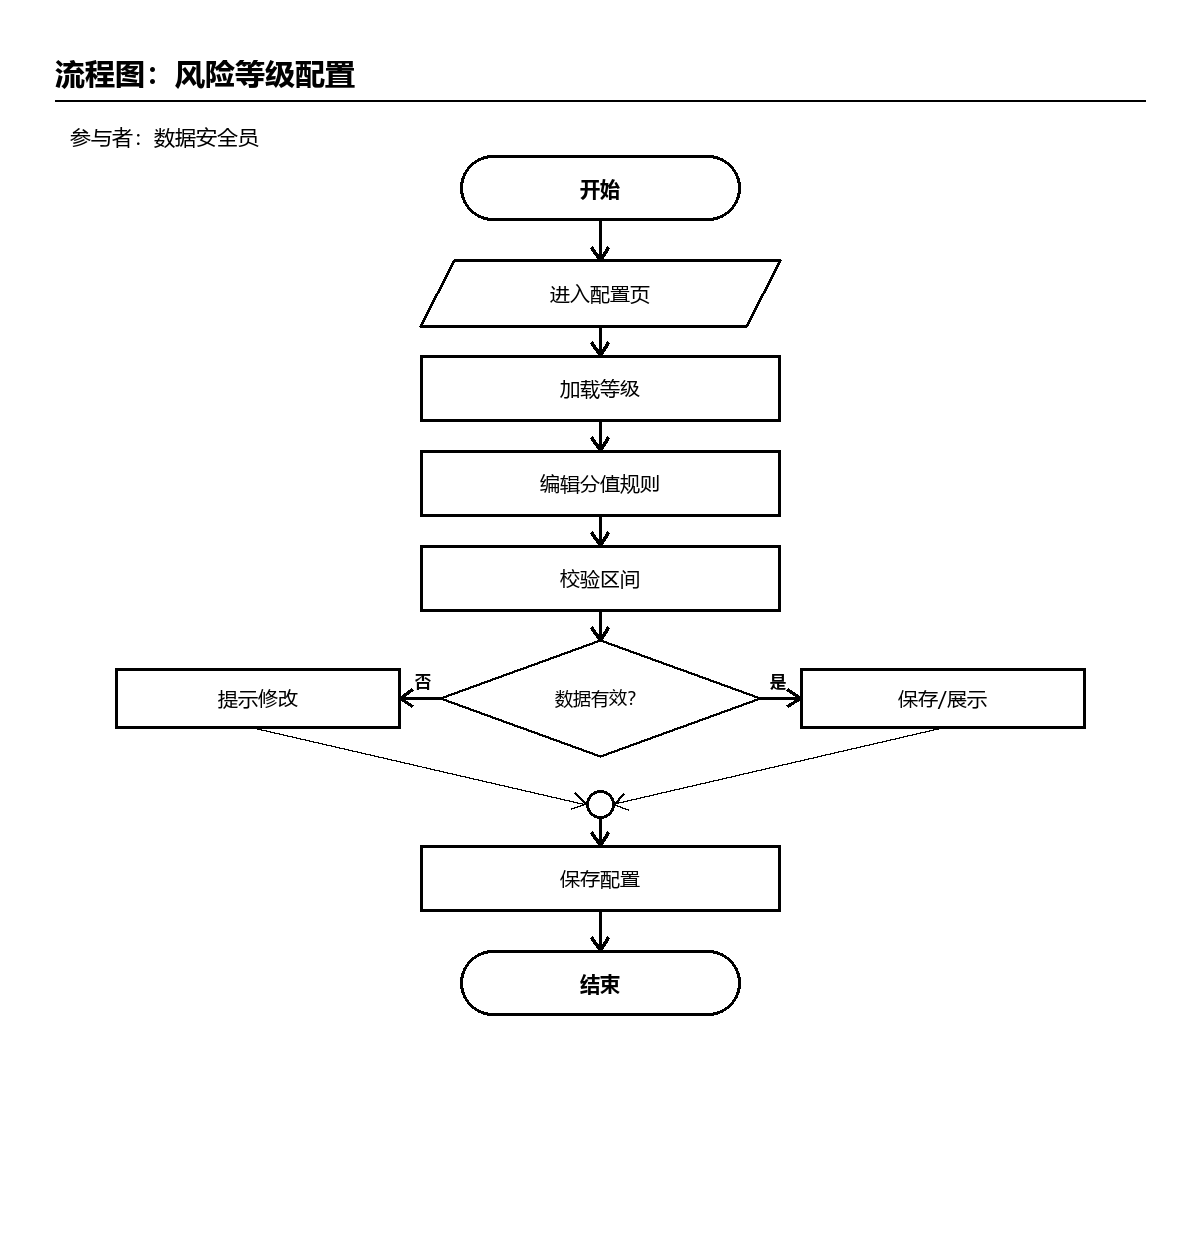 流程图：风险等级配置
参与者：数据安全员
开始
进入配置页
加载等级
编辑分值规则
校验区间
数据有效?
否
是
提示修改
保存/展示
保存配置
结束